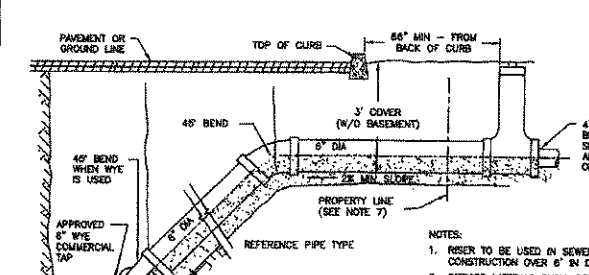 PAVEMENT OR
GROUND LINE
TOP OF CURB
66" MIN - FROM
BACK OF CURB
45° BEND
3' COVER
(W/O BASEMENT)
6" DIA
45° BEND
WHEN WYE
IS USED
2% MIN SLOPE
PROPERTY LINE
(SEE NOTE 7)
APPROVED
6" WYE
COMMERCIAL
TAP
6" DIA
REFERENCE PIPE TYPE
NOTES:
1. RISER TO BE USED IN SEWER
CONSTRUCTION OVER 6' IN D